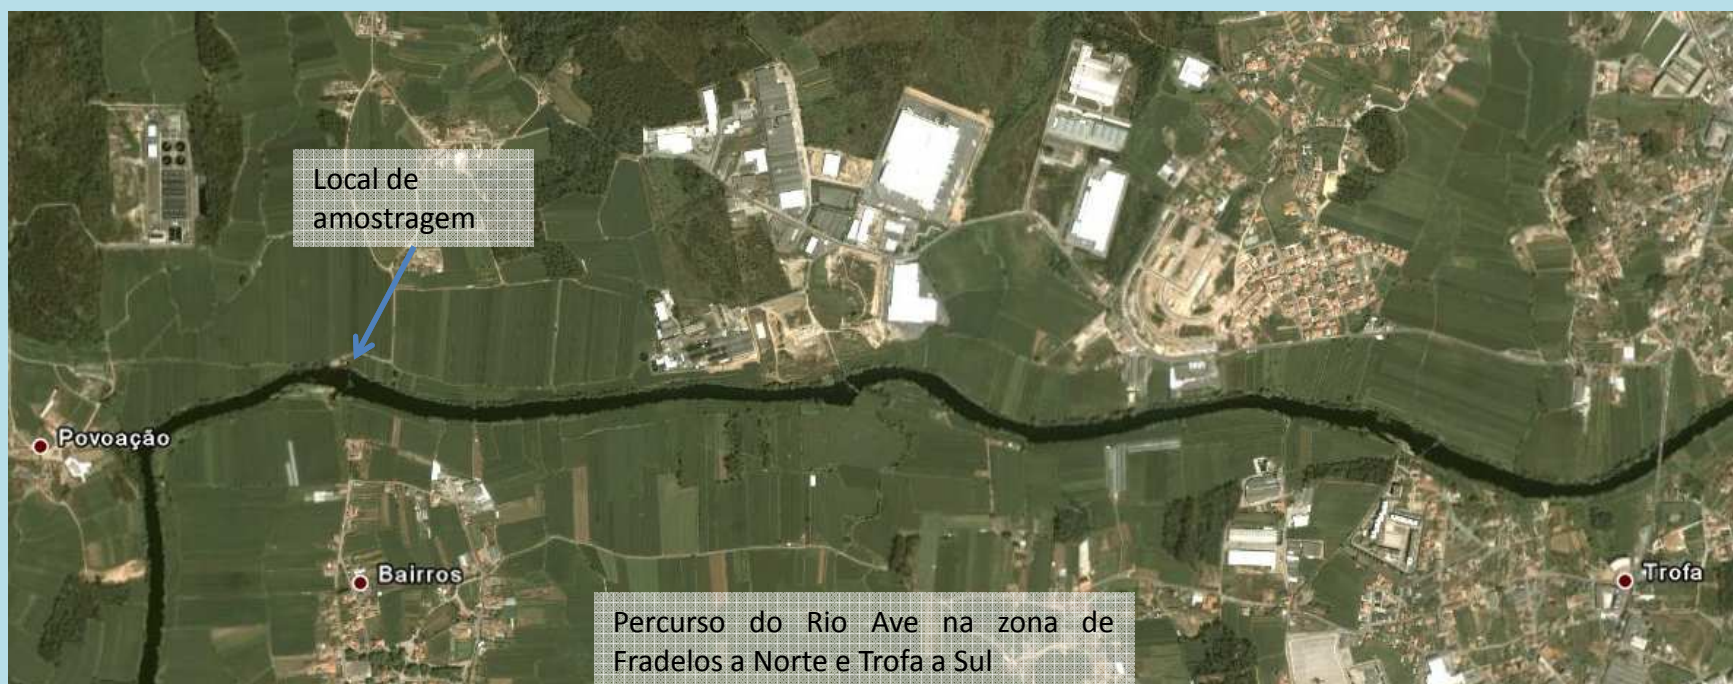 Local de
amostragem
Povoação
Bairros
Trofa
Percurso do Rio Ave na zona de
Fradelos a Norte e Trofa a Sul